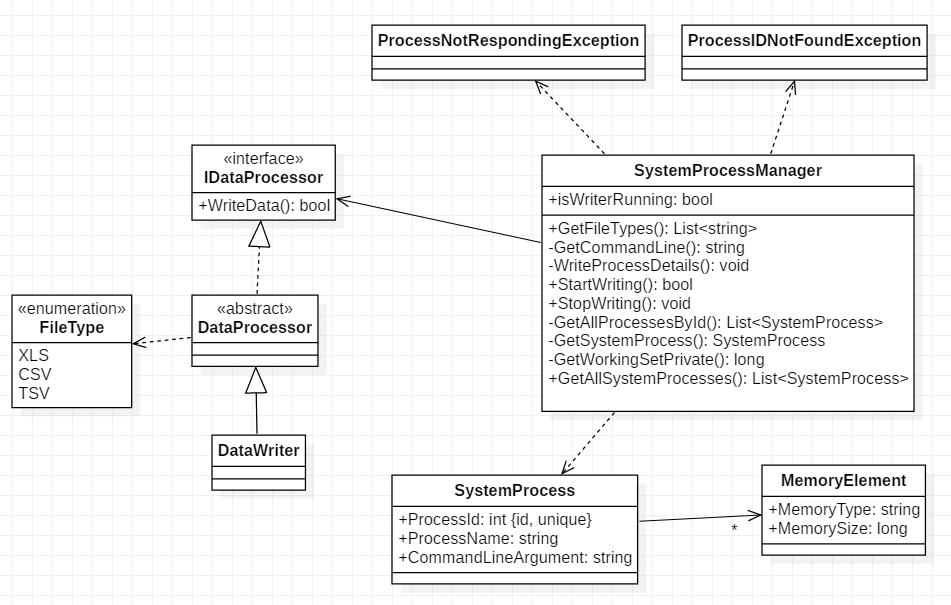 ProcessNotRespondingException
ProcessIDNotFoundException
«interface»
IDataProcessor
+WriteData(): bool
SystemProcessManager
+isWriterRunning: bool
+GetFileTypes(): List<string>
-GetCommandLine(): string
-WriteProcessDetails(): void
+StartWriting(): bool
+StopWriting(): void
-GetAllProcessesById(): List<SystemProcess>
-GetSystemProcess(): SystemProcess
-GetWorkingSetPrivate(): long
+GetAllSystemProcesses(): List<SystemProcess>
«enumeration»
FileType
XLS
CSV
TSV
«abstract»
DataProcessor
DataWriter
SystemProcess
+ProcessId: int {id, unique}
+ProcessName: string
+CommandLineArgument: string
*
MemoryElement
+MemoryType: string
+MemorySize: long